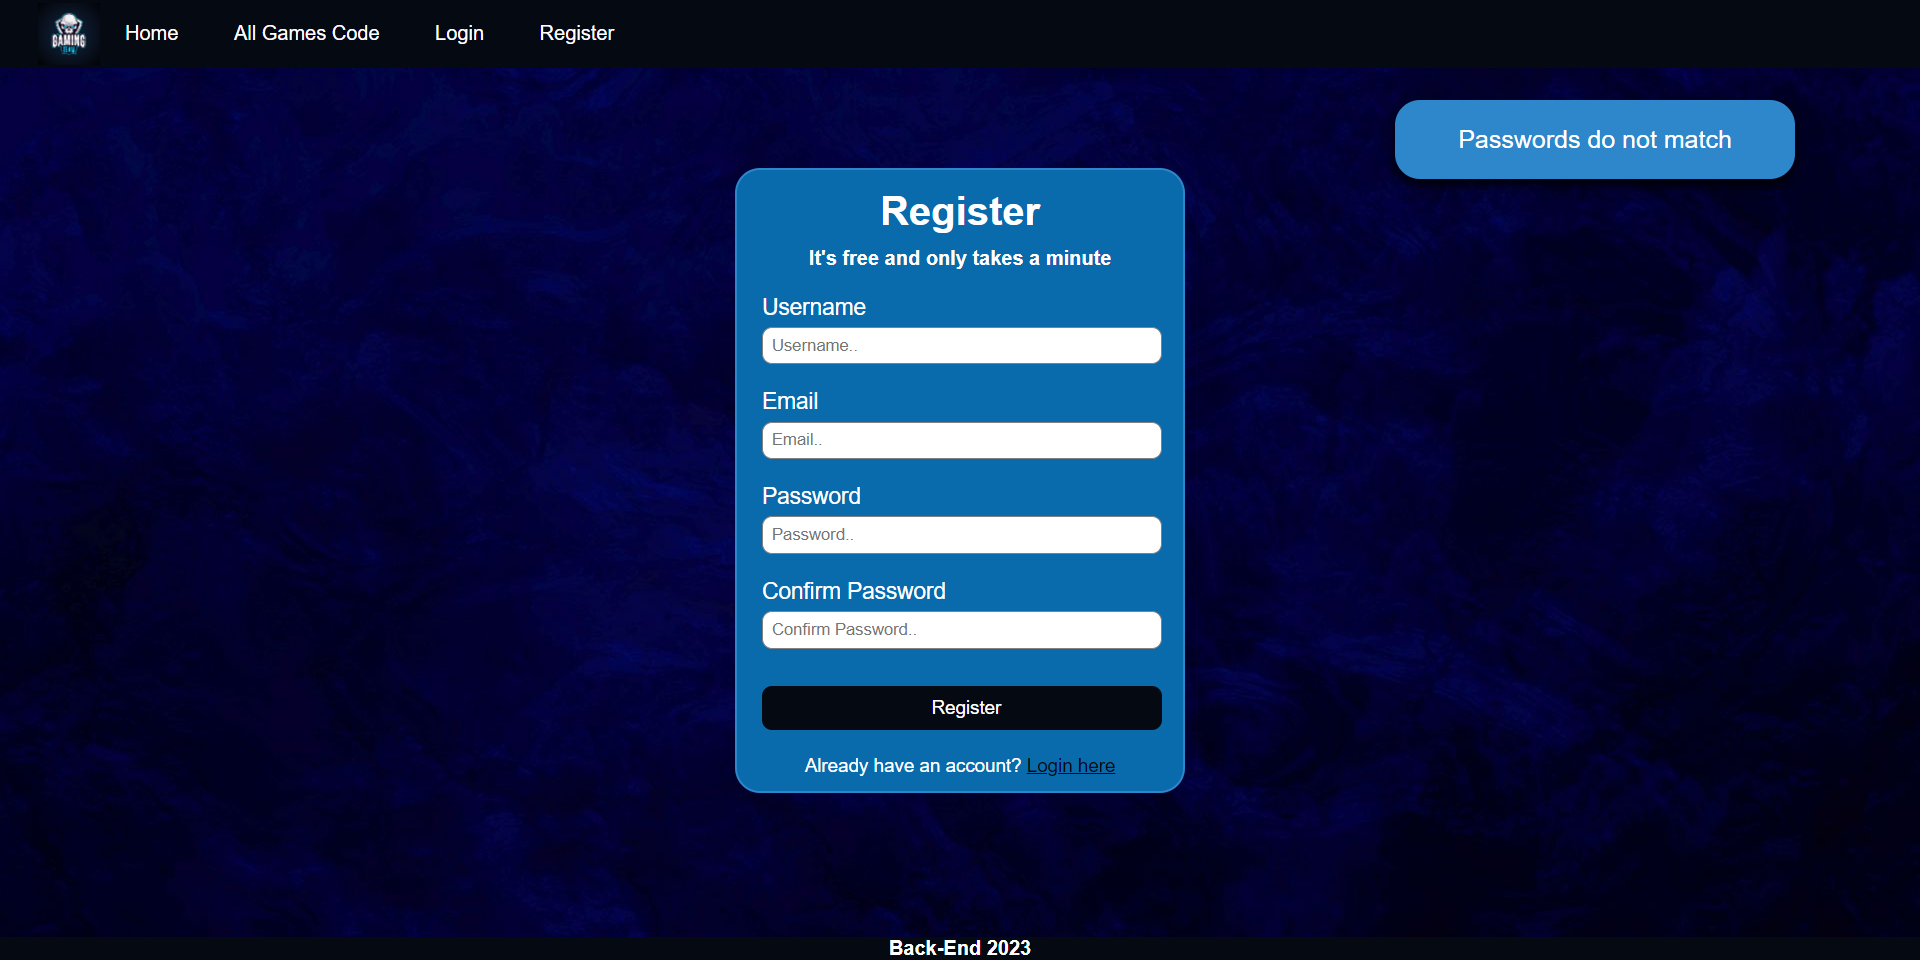 GAMING
Home
All Games Code
Login
Register
Passwords do not match
Register
It's free and only takes a minute
Username
Username..
Email
Email..
Password
Password..
Confirm Password
Confirm Password..
Register
Already have an account? Login here
Back-End 2023